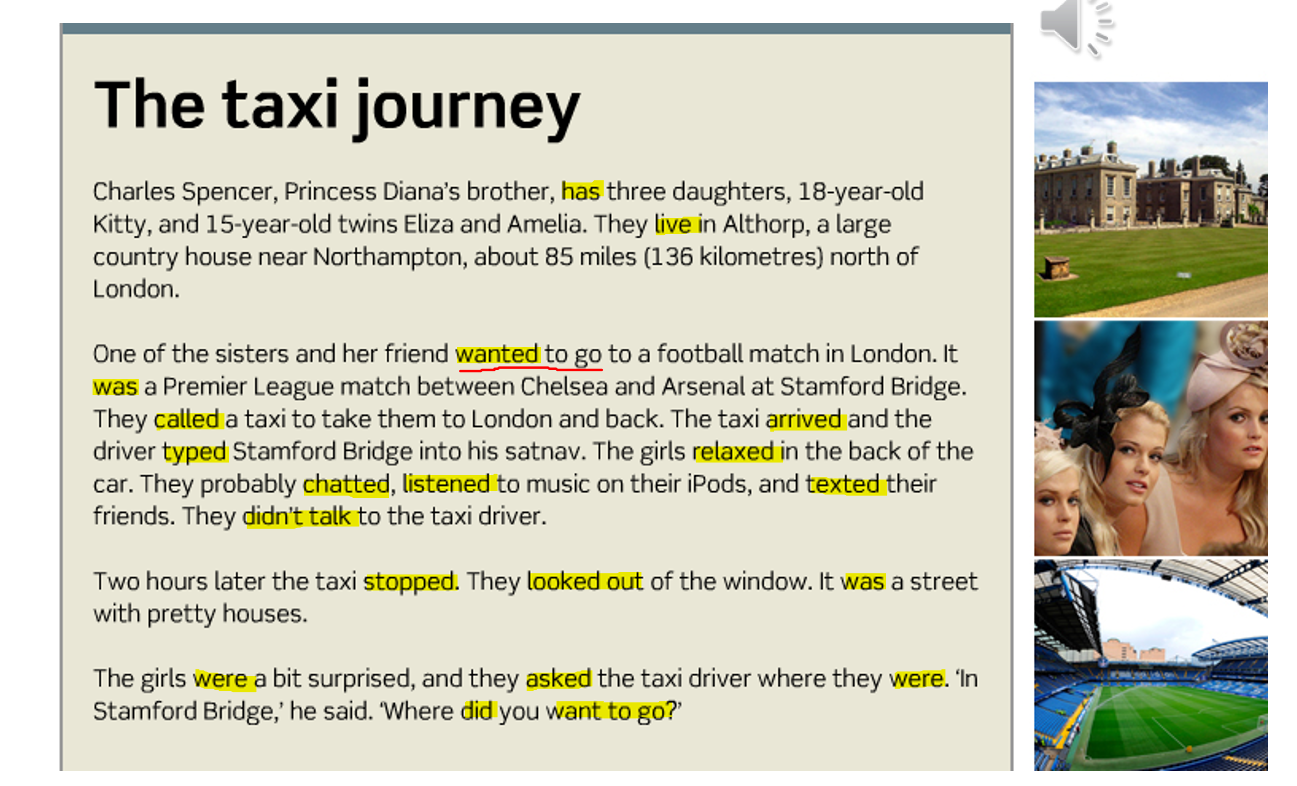 The taxi journey
Charles Spencer, Princess Diana’s brother, has three daughters, 18-year-old
Kitty, and 15-year-old twins Eliza and Amelia. They live in Althorp, a large
country house near Northampton, about 85 miles (136 kilometres) north of
London.
One of the sisters and her friend wanted to go to a football match in London. It
was a Premier League match between Chelsea and Arsenal at Stamford Bridge.
They called a taxi to take them to London and back. The taxi arrived and the
driver typed Stamford Bridge into his satnav. The girls relaxed in the back of the
car. They probably chatted, listened to music on their iPods, and texted their
friends. They didn’t talk to the taxi driver.
Two hours later the taxi stopped. They looked out of the window. It was a street
with pretty houses.
The girls were a bit surprised, and they asked the taxi driver where they were. ‘In
Stamford Bridge,’ he said. ‘Where did you want to go?’